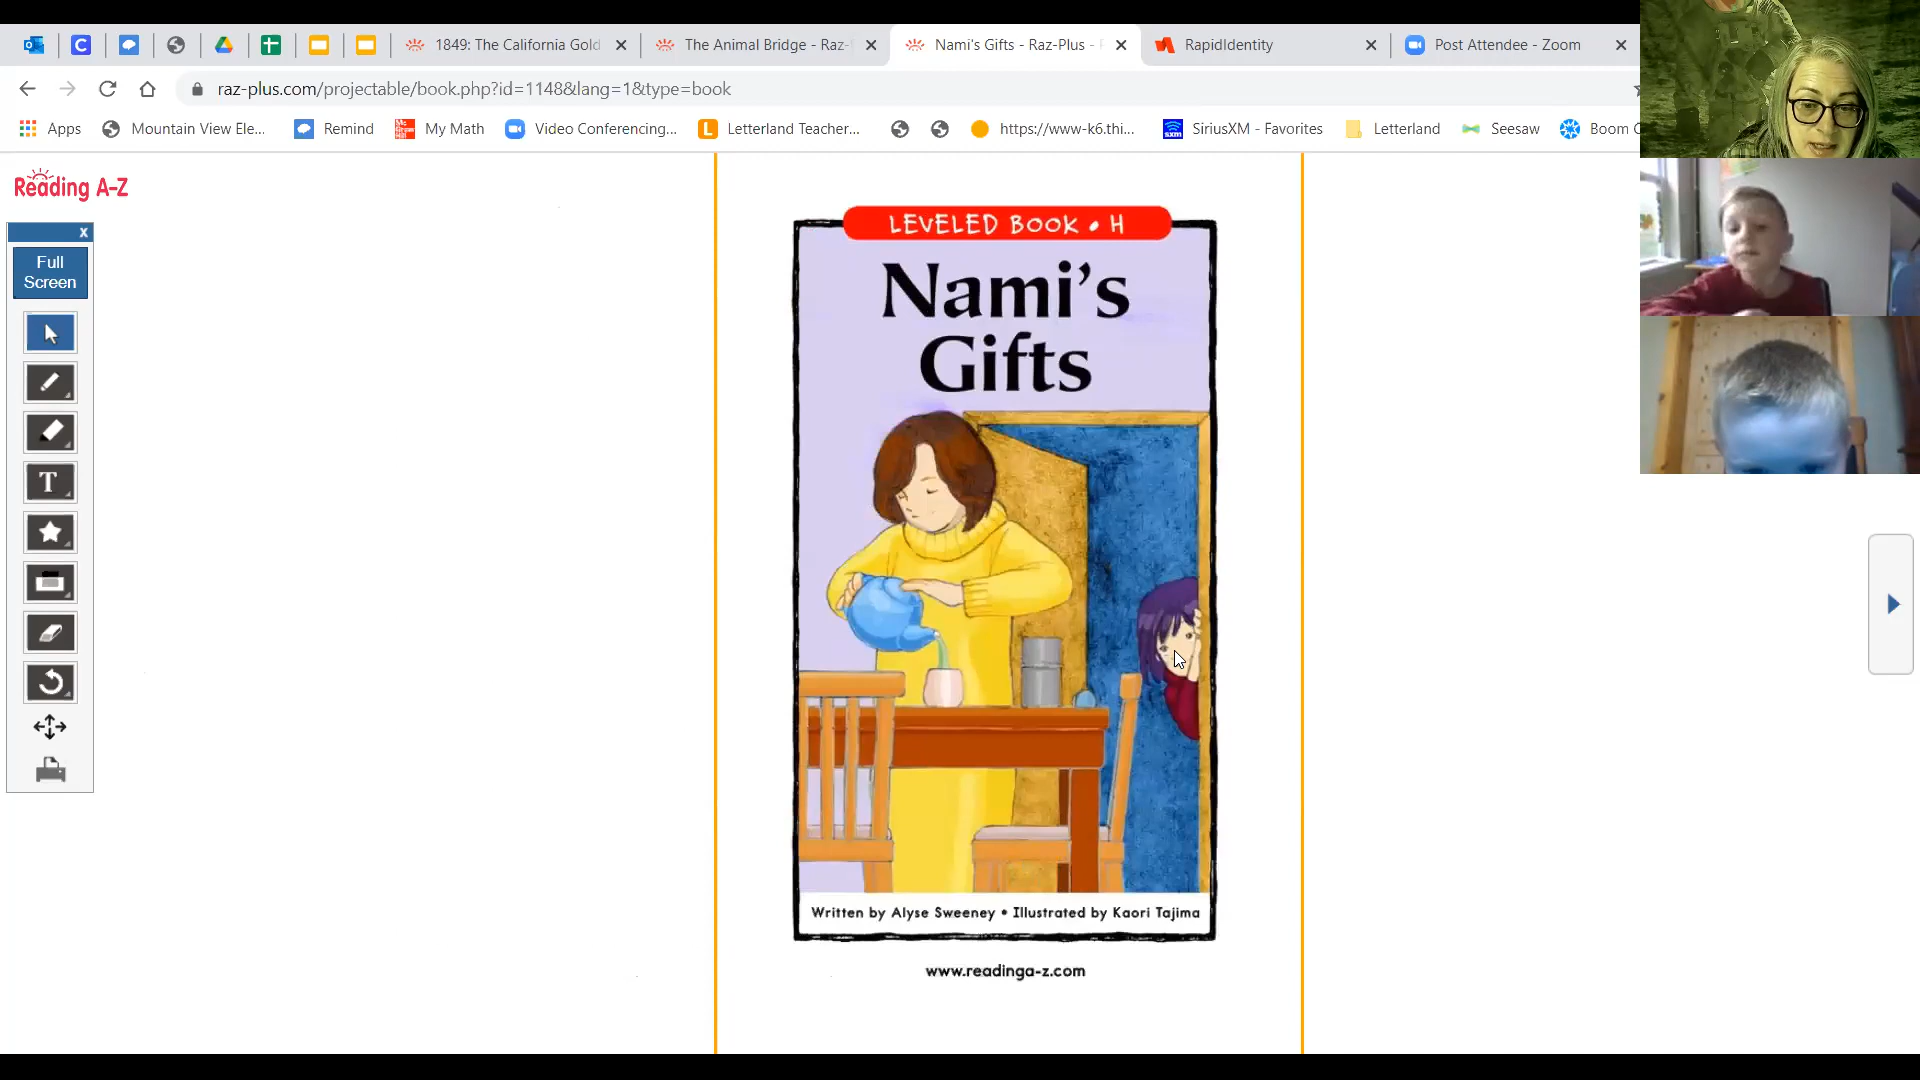 1849: The California Gold
The Animal Bridge - Raz-
Nami's Gifts - Raz-Plus -
RapidIdentity
Post Attendee - Zoom
raz-plus.com/projectable/book.php?id=1148&lang=1&type=book
Apps
Mountain View Ele...
Remind
My Math
Video Conferencing...
Letterland Teacher...
https://www-k6.thi...
SiriusXM - Favorites
Letterland
Seesaw
Boom
Reading A-Z
x
Full
Screen
T
LEVELED BOOK • H
Nami's
Gifts
Written by Alyse Sweeney • Illustrated by Kaori Tajima
www.readinga-z.com